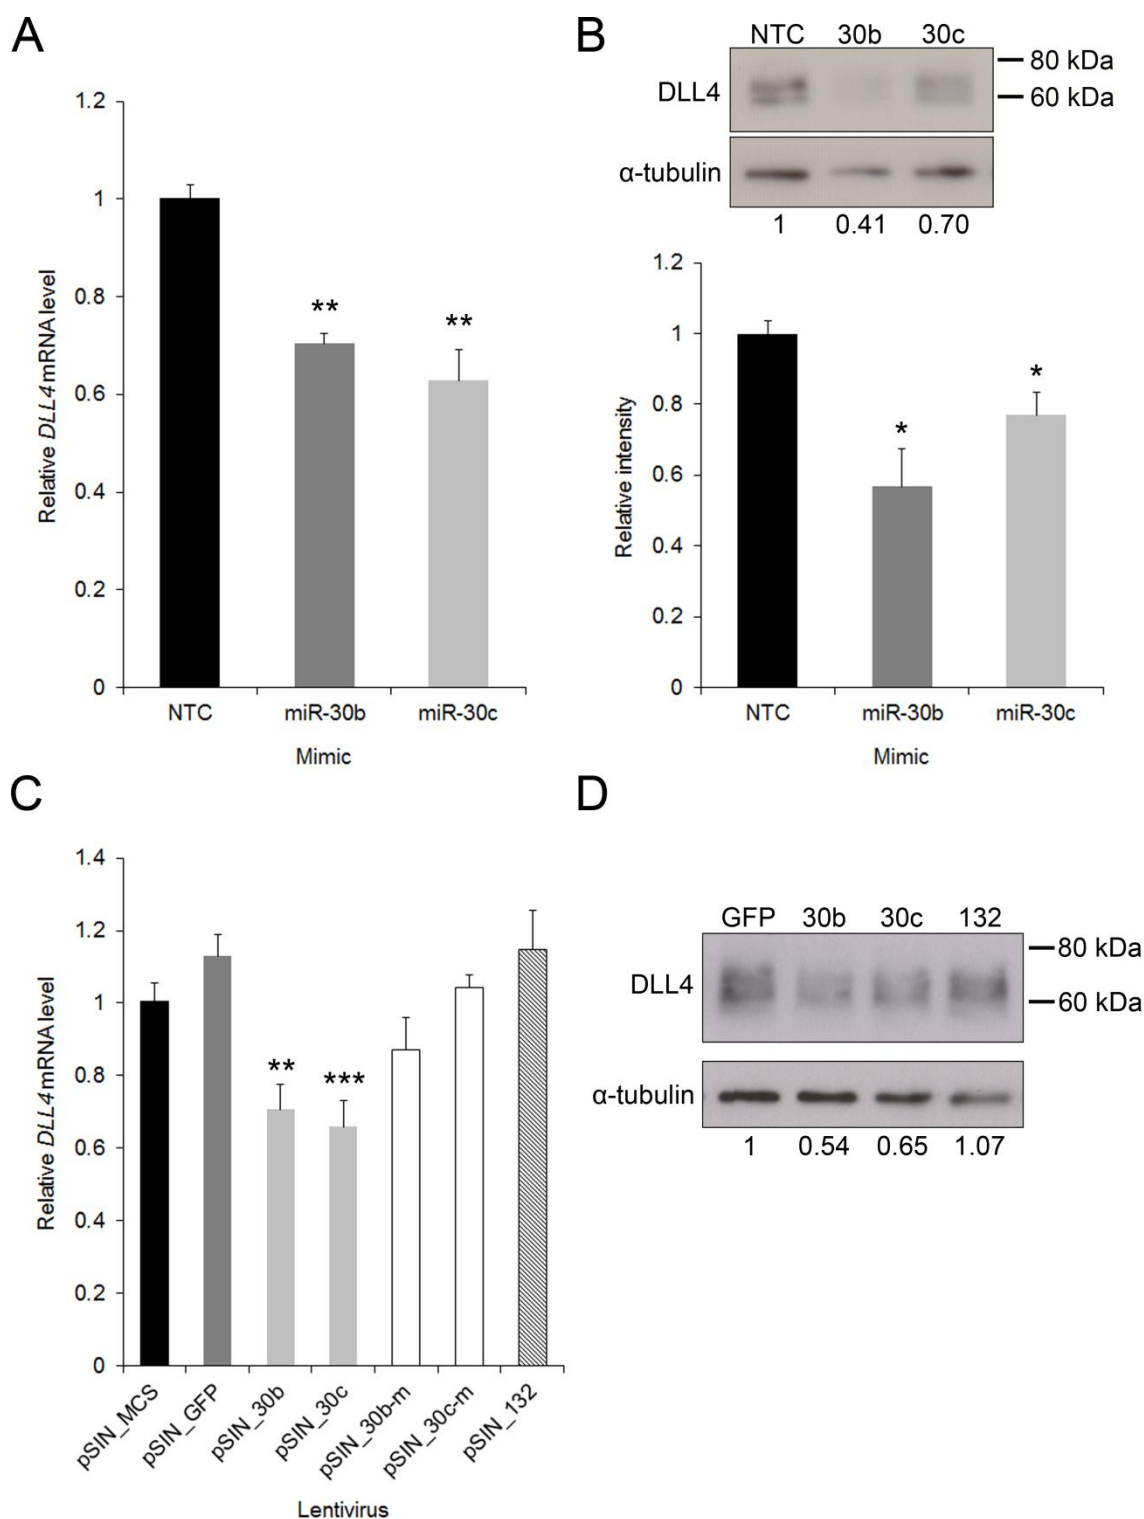 A
1.2
1
0.8
0.6
0.4
0.2
0
Relative DLL4 mRNA level
**
**
NTC miR-30b miR-30c
Mimic
B
NTC 30b 30c
DLL4
80 kDa
60 kDa
α-tubulin
1 0.41 0.70
1.2
1
0.8
0.6
0.4
0.2
0
Relative intensity
*
*
NTC miR-30b miR-30c
Mimic
C
1.4
1.2
1
0.8
0.6
0.4
0.2
0
Relative DLL4 mRNA level
**
***
pSIN_MCS
pSIN_GFP
pSIN_30b
pSIN_30c
pSIN_30b-m
pSIN_30c-m
pSIN_132
Lentivirus
D
GFP 30b 30c 132
DLL4
80 kDa
60 kDa
α-tubulin
1 0.54 0.65 1.07